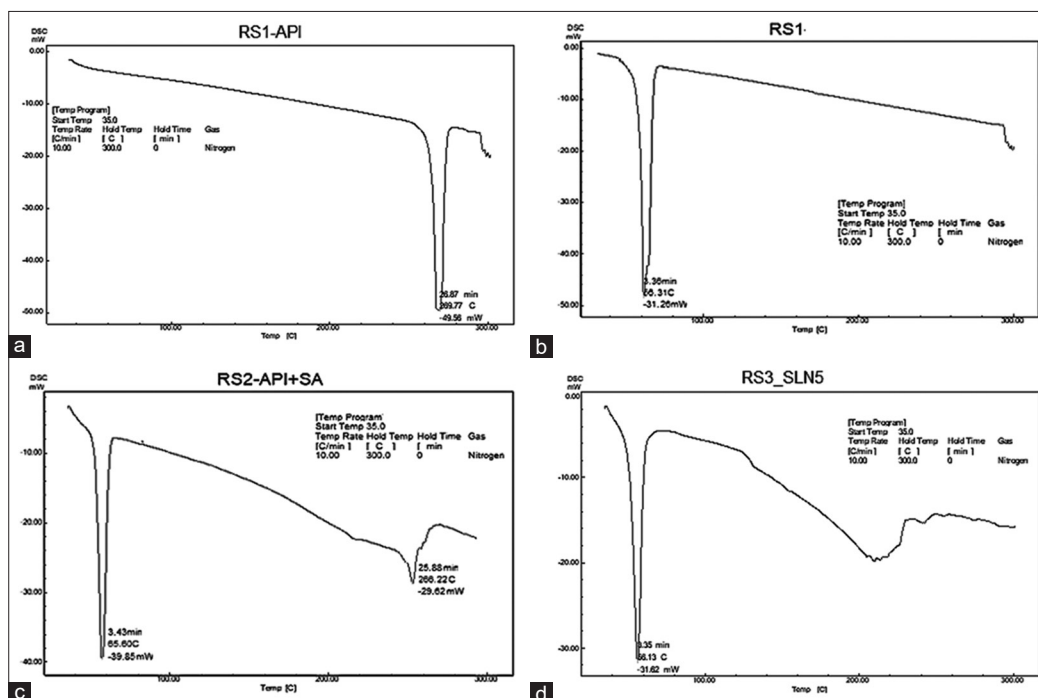 RS1-API
DSC
mW
0.00
-10.00
-20.00
-30.00
-40.00
-50.00
[Temp Program]
Start Temp 35.0
Temp Rate Hold Temp Hold Time Gas
[C/min] [ C ] [ min ]
10.00 300.0 0 Nitrogen
26.87 min
269.77 C
-49.56 mW
100.00 200.00 300.00
Temp [C]
a
RS1-
DSC
mW
0.00
-10.00
-20.00
-30.00
-40.00
-50.00
[Temp Program]
Start Temp 35.0
Temp Rate Hold Temp Hold Time Gas
[C/min] [ C ] [ min
10.00 300.0 0 Nitrogen
3.36min
-31.26mW
100.00 200.00 300.00
Temp [C]
b
RS2-API+SA
DSC
mW
-10.00
-20.00
-30.00
-40.00
[Temp Program]
Start Temp 35.0
Temp Rate Hold Temp Hold Time Gas
[C/min ] [ C ] [ min
10.00 300.0 0 Nitrogen
3.43min
65.60C
-39.85mW
25.88min
266.22C
-29.62mW
100.00 200.00 300.00
Temp [C]
c
RS3_SLN5
DSC
mW
-10.00
-20.00
-30.00
[Temp Program]
Start Temp 35.0
Temp Rate Hold Temp Hold Time Gas
[C/min ] [ C ] [ min
10.00 300.0 0 Nitrogen
3.35 min
-31.62 mW
100.00 200.00 300.00
Temp [C]
d